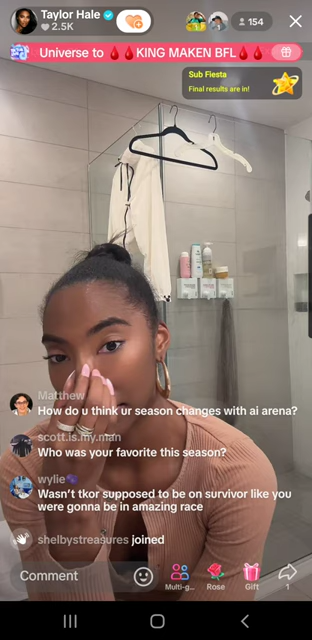 Taylor Hale
2.5K
154
Universe to 🩸🩸KING MAKEN BFL🩸🩸
Sub Fiesta
Final results are in!
Matthew
How do u think ur season changes with ai arena?
scott.is.my.man
Who was your favorite this season?
wylie
Wasn't tkor supposed to be on survivor like you
were gonna be in amazing race
shelbystreasures joined
Comment
Multi-g...
Rose
Gift
1